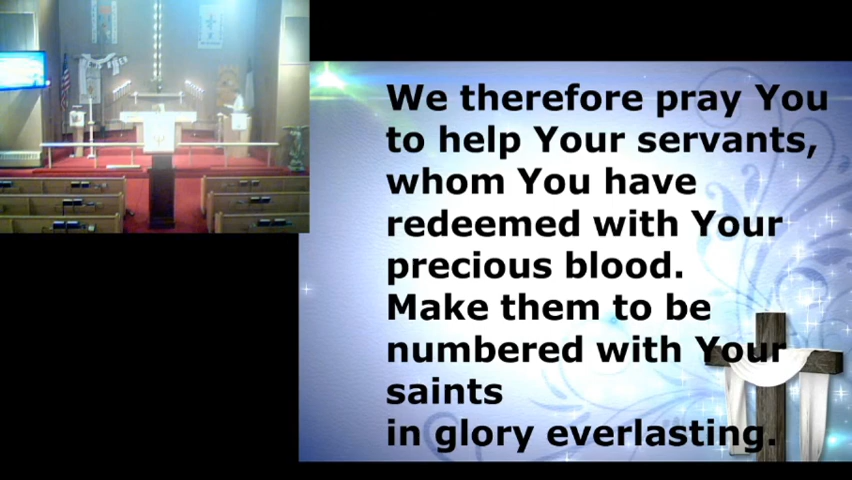 We therefore pray You
to help Your servants,
whom You have
redeemed with Your
precious blood.
Make them to be
numbered with Your
saints
in glory everlasting.